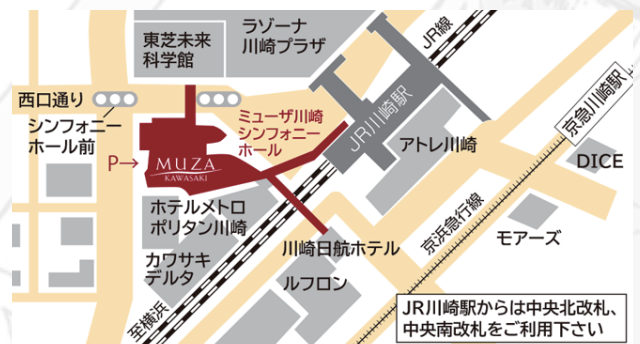 東芝未来
科学館
ラゾーナ
川崎プラザ
JR線
西口通り
シンフォニー
ホール前
ミューザ川崎
シンフォニー
ホール
JR川崎駅
京急川崎駅
アトレ川崎
P→
MUZA
KAWASAKI
DICE
ホテルメトロ
ポリタン川崎
京浜急行線
モアーズ
カワサキ
デルタ
川崎日航ホテル
ルフロン
至横浜
JR川崎駅からは中央北改札、
中央南改札をご利用下さい